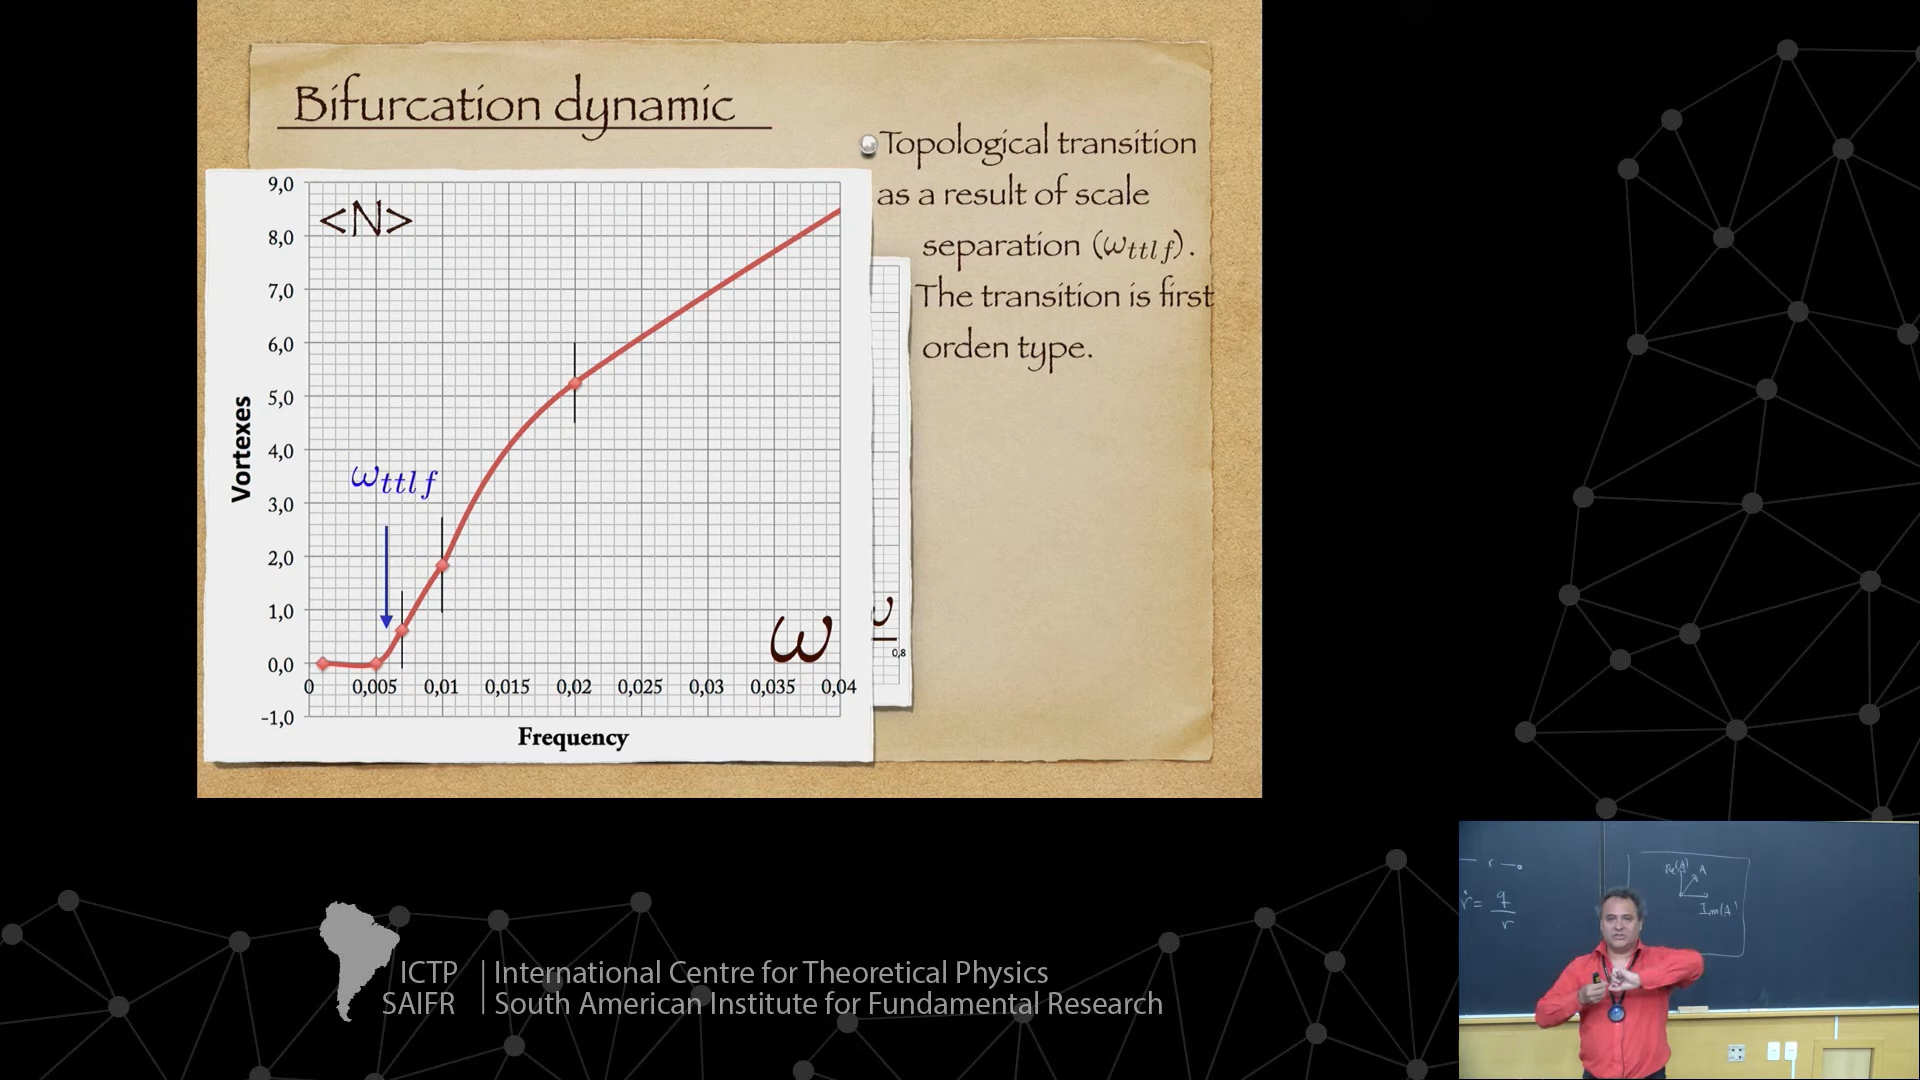 Bifurcation dynamic
Topological transition
as a result of scale
separation (ωttlf).
The transition is first
orden type.
<N>
9,0
8,0
7,0
6,0
5,0
4,0
3,0
2,0
1,0
0,0
-1,0
Vortexes
ωttlf
ω
0 0,005 0,01 0,015 0,02 0,025 0,03 0,035 0,04
Frequency
0,8
ICTP | International Centre for Theoretical Physics
SAIFR | South American Institute for Fundamental Research
Re(A)
A
Im(A)
ṙ = q/r